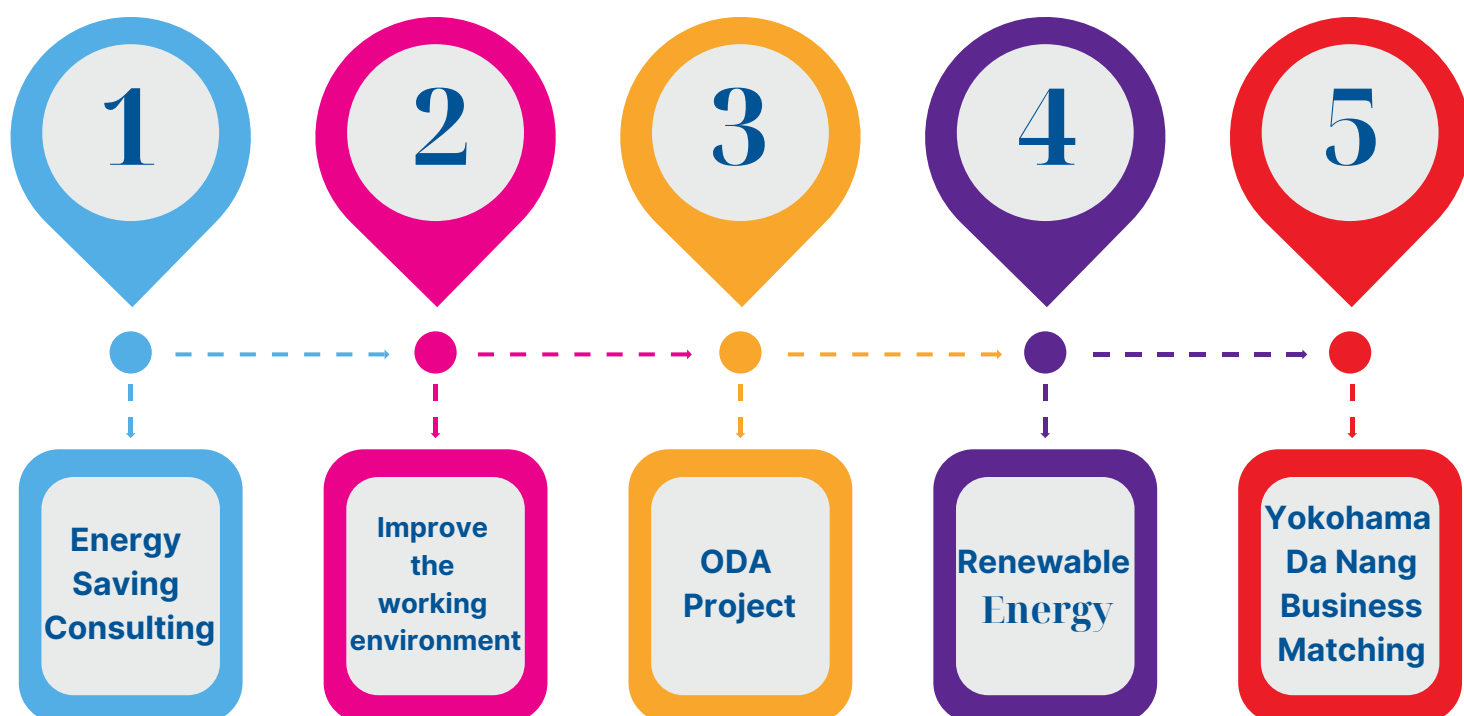 1
2
3
4
5
Energy
Saving
Consulting
Improve
the
working
environment
ODA
Project
Renewable
Energy
Yokohama
Da Nang
Business
Matching